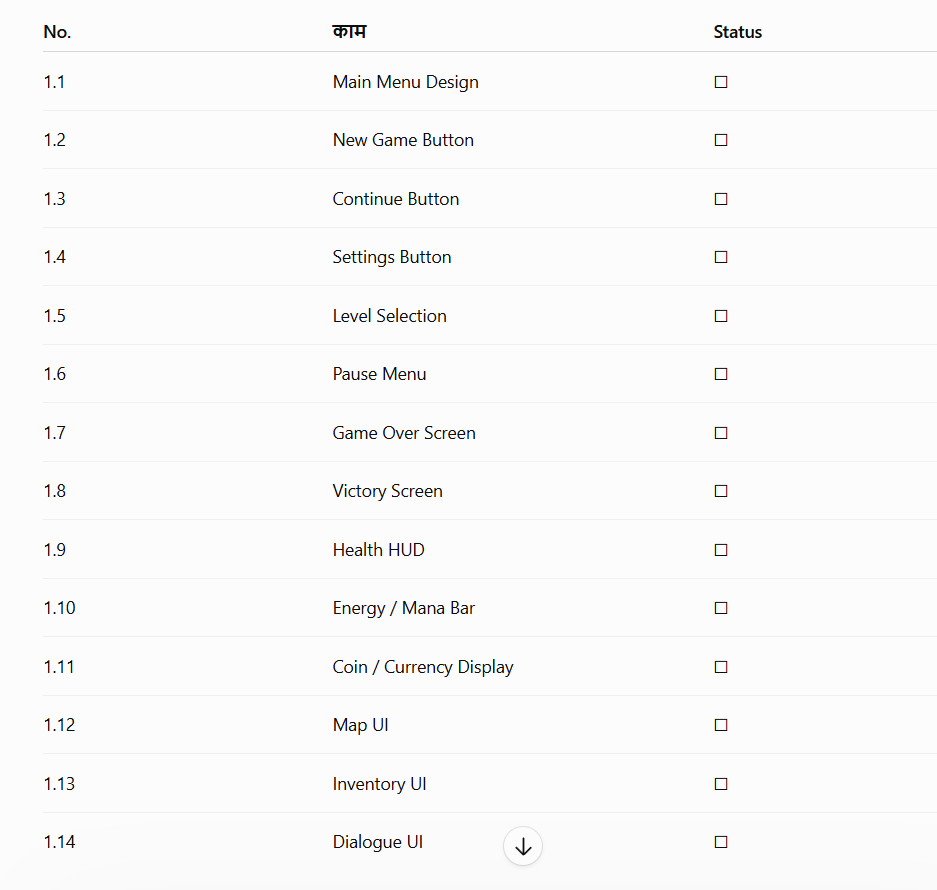 No. काम Status
1.1 Main Menu Design ☐
1.2 New Game Button ☐
1.3 Continue Button ☐
1.4 Settings Button ☐
1.5 Level Selection ☐
1.6 Pause Menu ☐
1.7 Game Over Screen ☐
1.8 Victory Screen ☐
1.9 Health HUD ☐
1.10 Energy / Mana Bar ☐
1.11 Coin / Currency Display ☐
1.12 Map UI ☐
1.13 Inventory UI ☐
1.14 Dialogue UI ☐